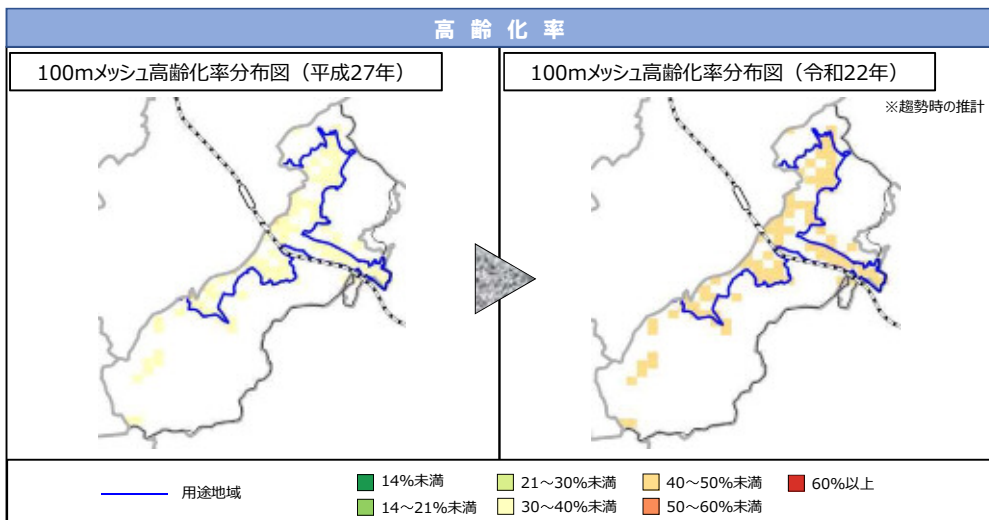 高齢化率
100mメッシュ高齢化率分布図（平成27年）
100mメッシュ高齢化率分布図（令和22年）
※趨勢時の推計
用途地域
14%未満
21～30%未満
40～50%未満
60%以上
14～21%未満
30～40%未満
50～60%未満